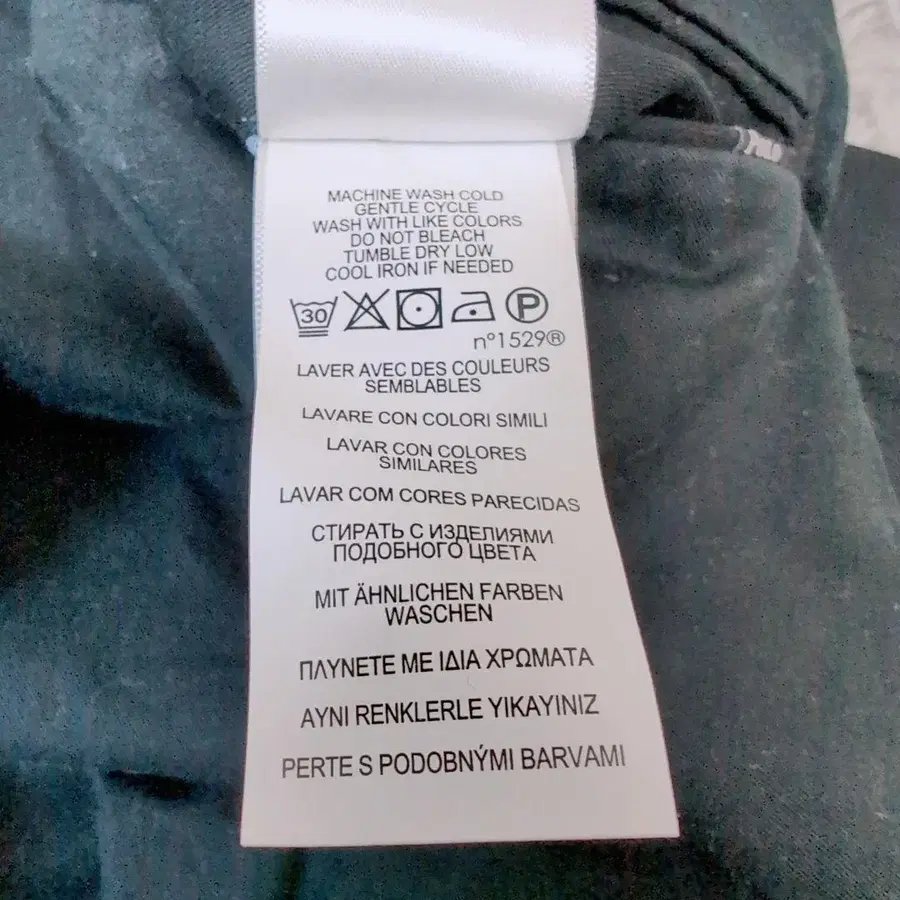 MACHINE WASH COLD
GENTLE CYCLE
WASH WITH LIKE COLORS
DO NOT BLEACH
TUMBLE DRY LOW
COOL IRON IF NEEDED
30 P
nº1529®
LAVER AVEC DES COULEURS
SEMBLABLES
LAVARE CON COLORI SIMILI
LAVAR CON COLORES
SIMILARES
LAVAR COM CORES PARECIDAS
СТИРАТЬ С ИЗДЕЛИЯМИ
ПОДОБНОГО ЦВЕТА
MIT ÄHNLICHEN FARBEN
WASCHEN
ΠΛΥΝΕΤΕ ΜΕ ΙΔΙΑ ΧΡΩΜΑΤΑ
AYNI RENKLERLE YIKAYINIZ
PERTE S PODOBNÝMI BARVAMI